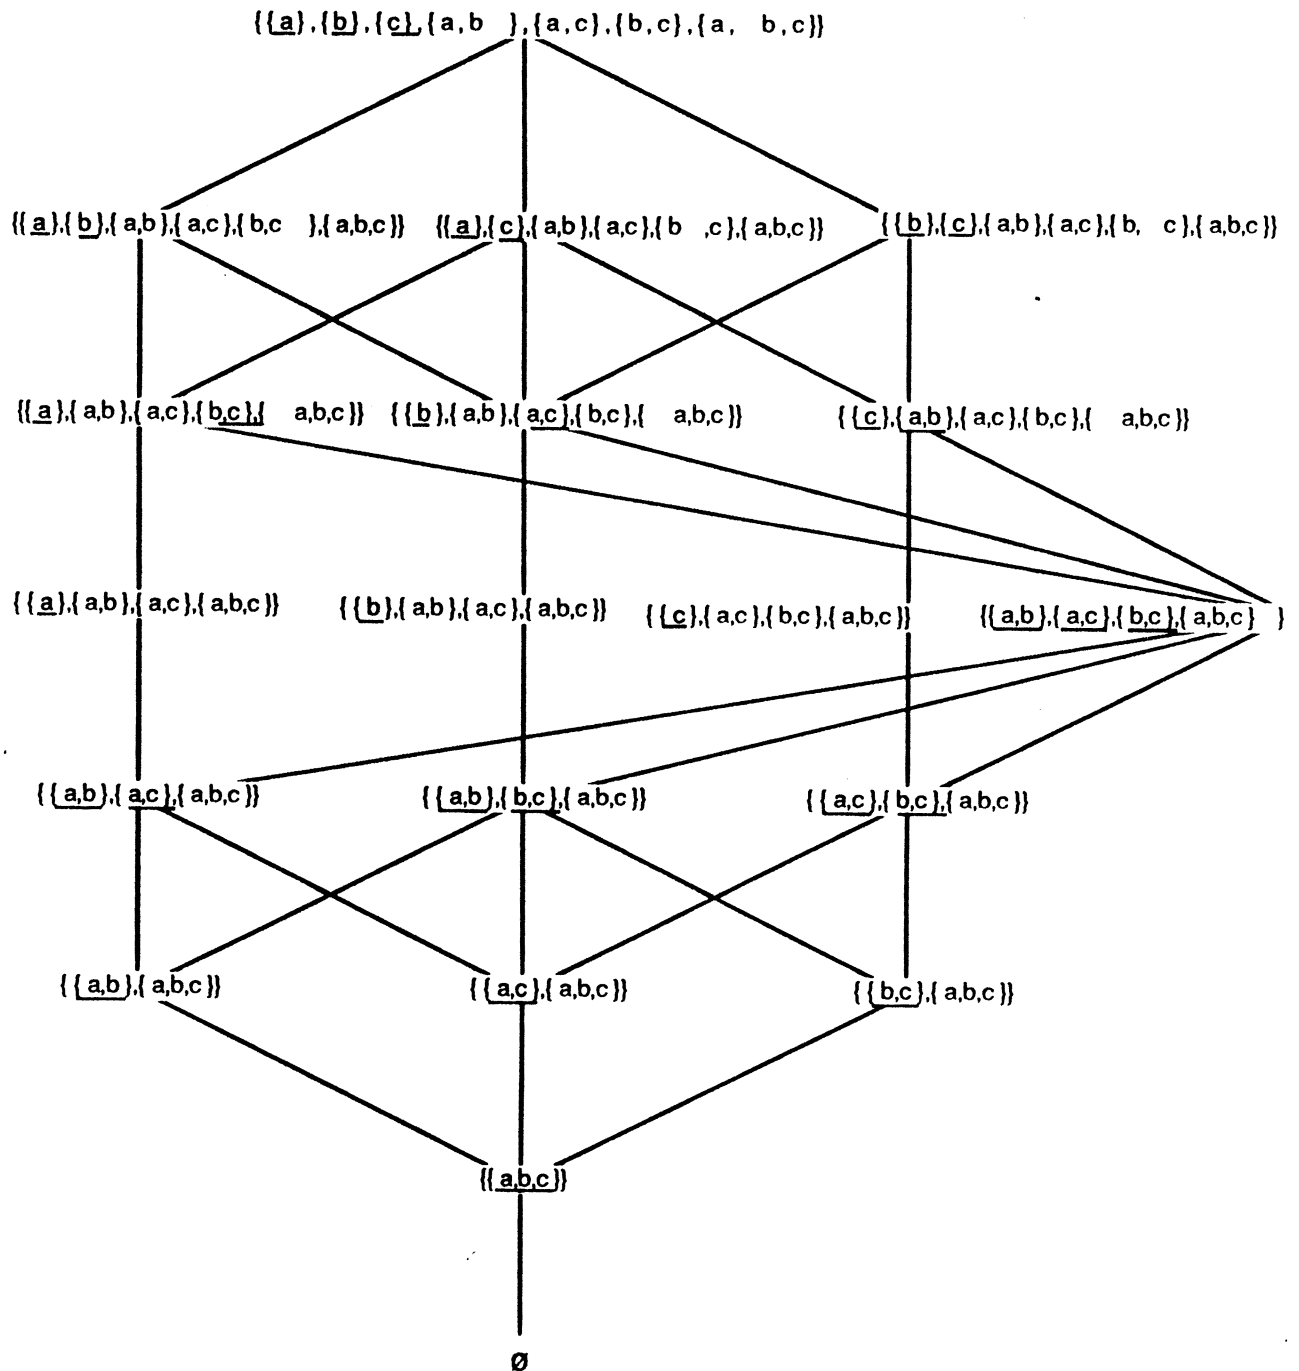 {{a},{b},{c},{a,b },{a,c},{b,c},{a, b,c}}
{{a},{b},{a,b},{a,c},{b,c },{a,b,c}} {{a},{c},{a,b},{a,c},{b ,c},{a,b,c}} {{b},{c},{a,b},{a,c},{b, c},{a,b,c}}
{{a},{a,b},{a,c},{b,c},{ a,b,c}} {{b},{a,b},{a,c},{b,c},{ a,b,c}} {{c},{a,b},{a,c},{b,c},{ a,b,c}}
{{a},{a,b},{a,c},{a,b,c}} {{b},{a,b},{a,c},{a,b,c}} {{c},{a,c},{b,c},{a,b,c}} {{a,b},{a,c},{b,c},{a,b,c} }
{{a,b},{a,c},{a,b,c}} {{a,b},{b,c},{a,b,c}} {{a,c},{b,c},{a,b,c}}
{{a,b},{a,b,c}} {{a,c},{a,b,c}} {{b,c},{a,b,c}}
{{a,b,c}}
Ø